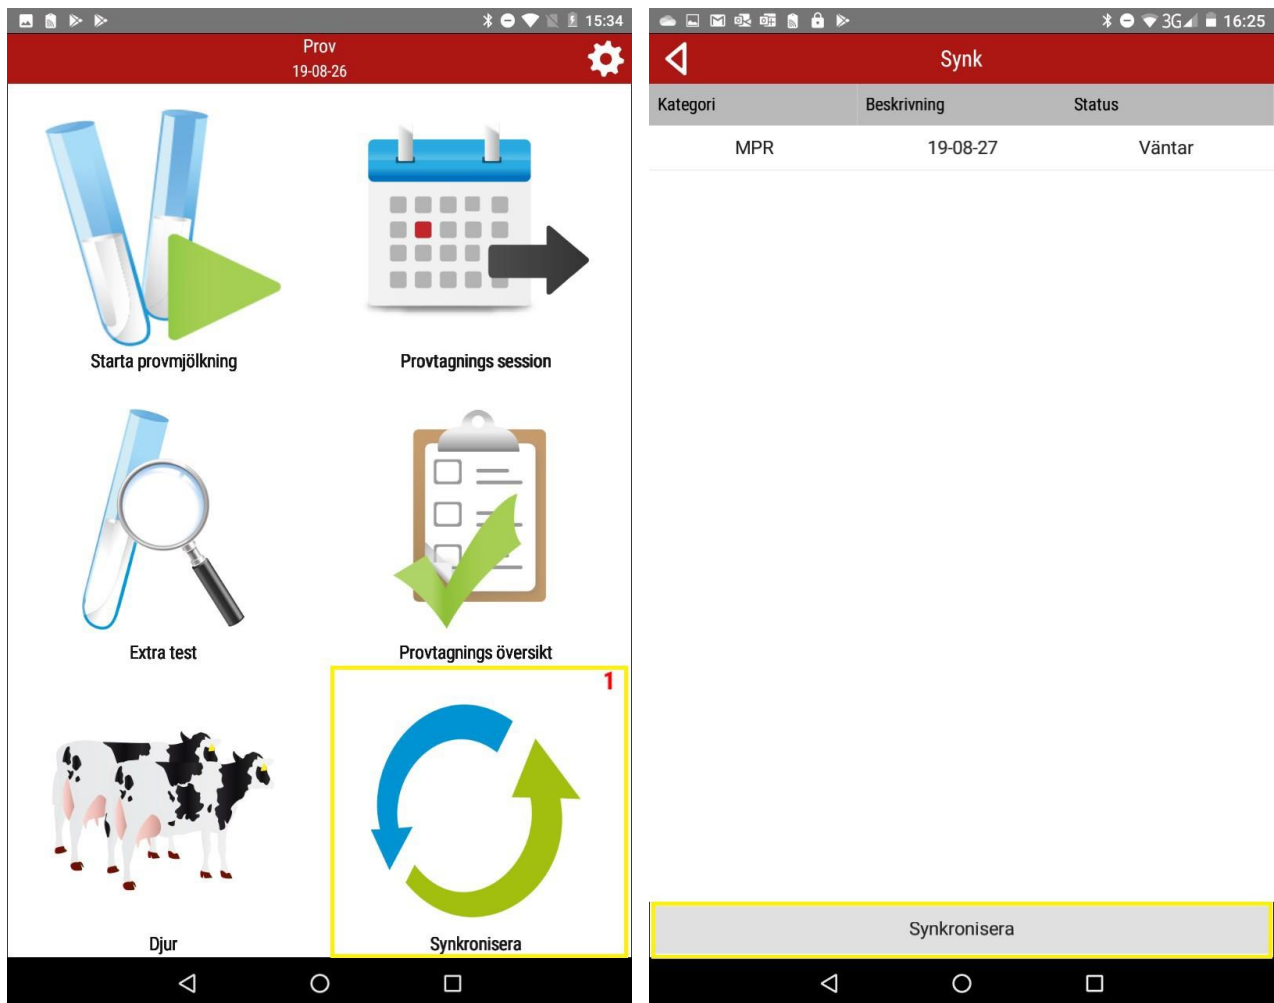 15:34
Prov
19-08-26
Starta provmjölkning
Provtagnings session
Extra test
Provtagnings översikt
1
Djur
Synkronisera
3G 16:25
Synk
Kategori Beskrivning Status
MPR 19-08-27 Väntar
Synkronisera